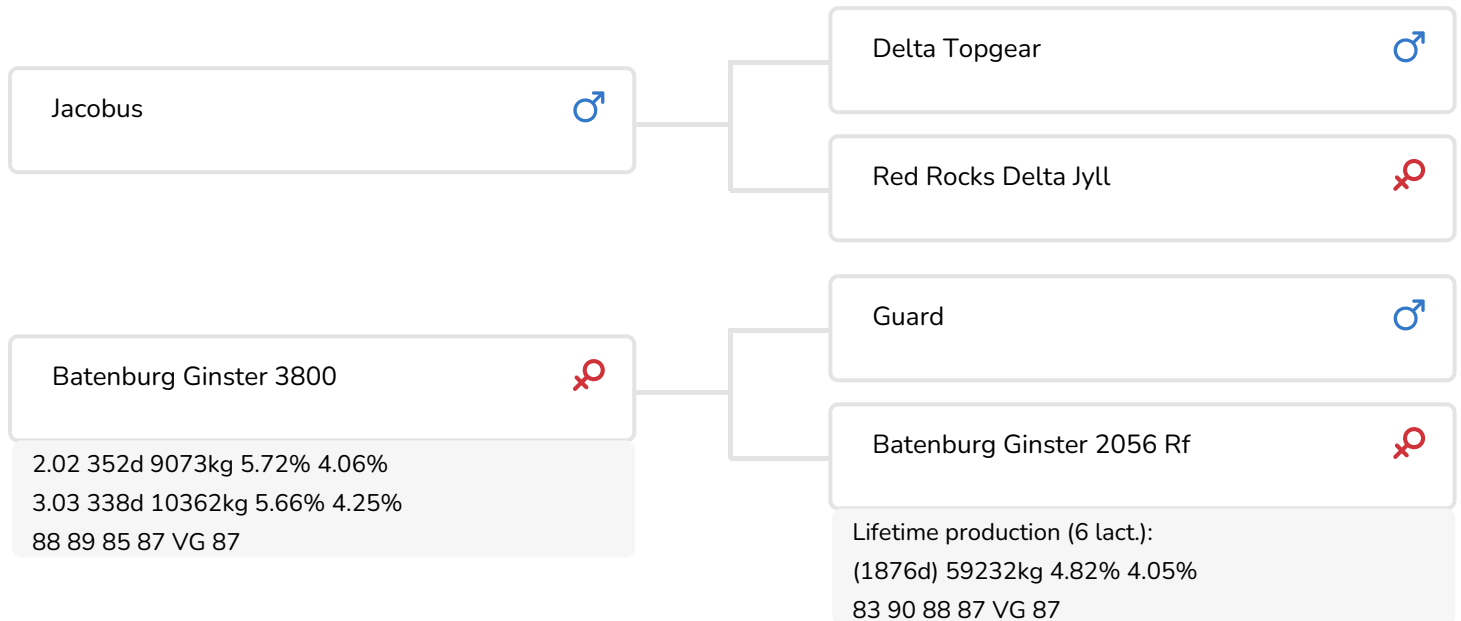 Jacobus
Delta Topgear
Red Rocks Delta Jyll
Batenburg Ginster 3800
2.02 352d 9073kg 5.72% 4.06%
3.03 338d 10362kg 5.66% 4.25%
88 89 85 87 VG 87
Guard
Batenburg Ginster 2056 Rf
Lifetime production (6 lact.):
(1876d) 59232kg 4.82% 4.05%
83 90 88 87 VG 87